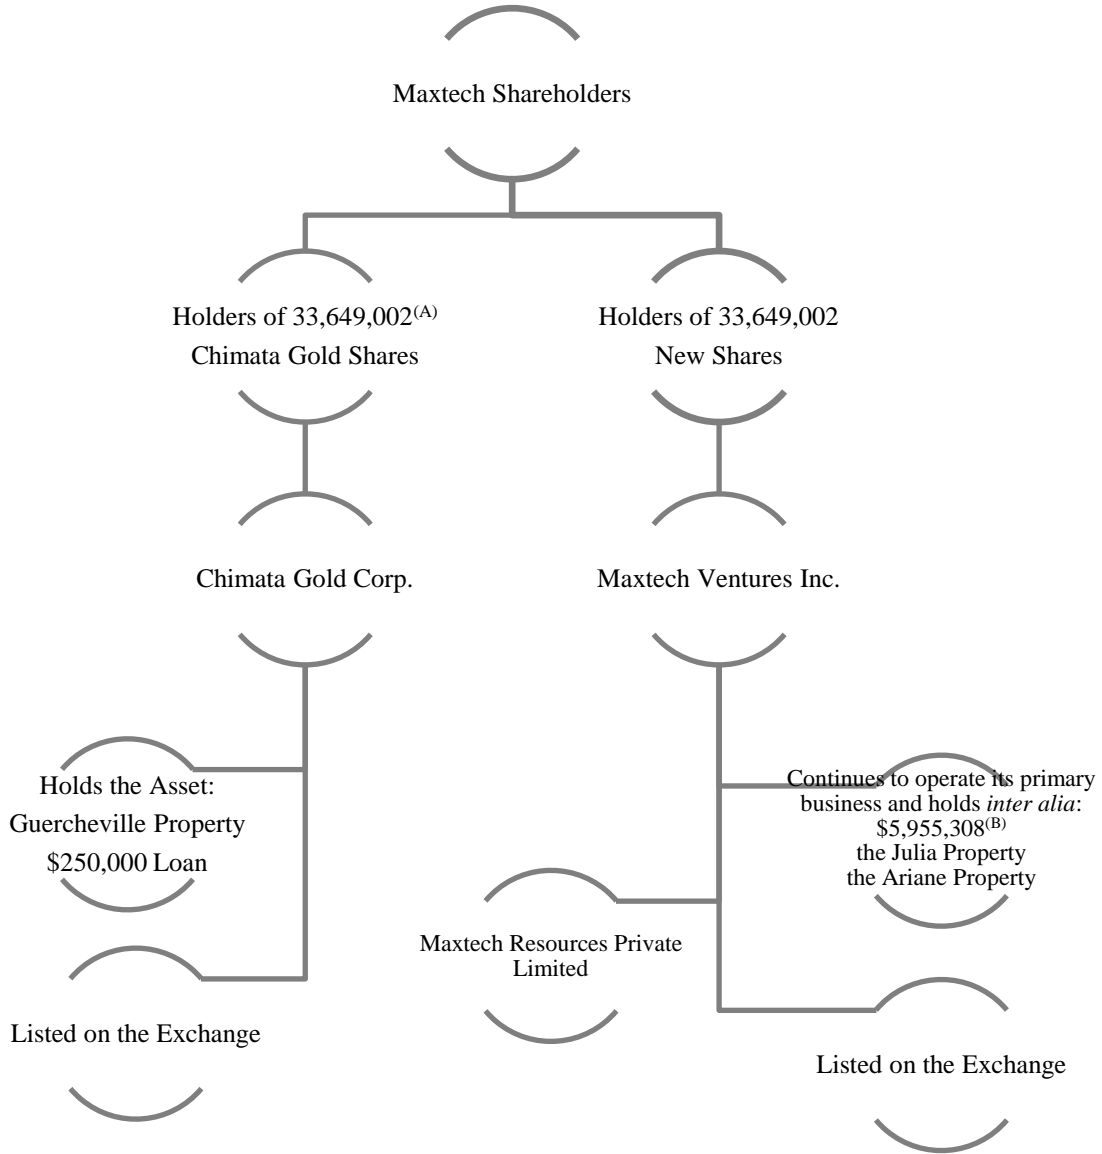 Maxtech Shareholders
Holders of 33,649,002(A)
Chimata Gold Shares
Holders of 33,649,002
New Shares
Chimata Gold Corp.
Maxtech Ventures Inc.
Holds the Asset:
Guercheville Property
$250,000 Loan
Continues to operate its primary
business and holds inter alia:
$5,955,308(B)
the Julia Property
the Ariane Property
Maxtech Resources Private
Limited
Listed on the Exchange
Listed on the Exchange